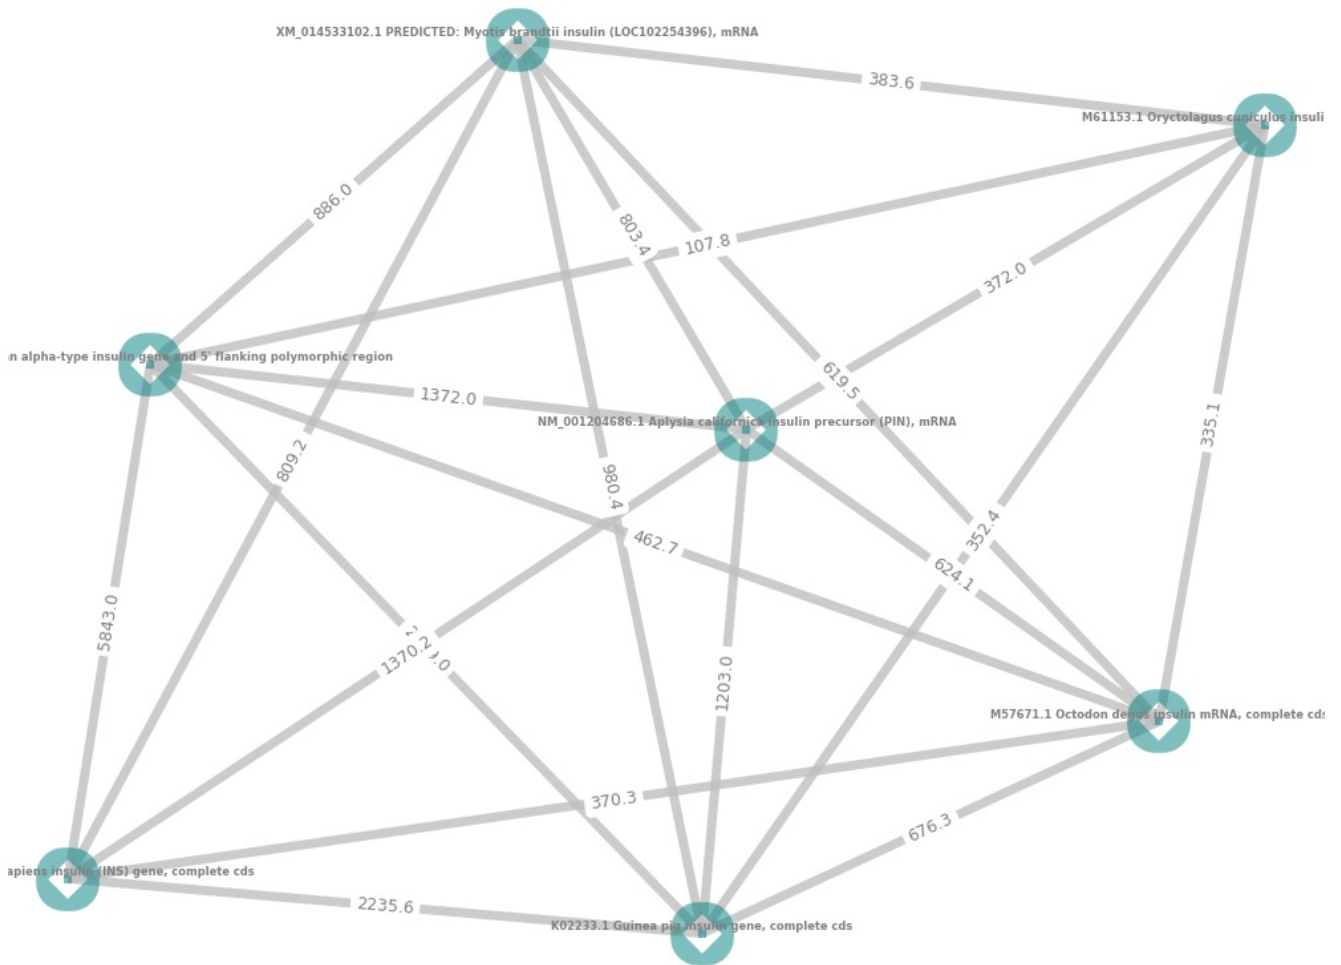 XM_014533102.1 PREDICTED: Myotis brandtii insulin (LOC102254396), mRNA
383.6
M61153.1 Oryctolagus cuniculus insuli
886.0
803.4
107.8
372.0
n alpha-type insulin gene and 5' flanking polymorphic region
1372.0
619.5
NM_001204686.1 Aplysia californica insulin precursor (PIN), mRNA
335.1
809.2
980.4
352.4
462.7
624.1
5843.0
1370.2
1203.0
M57671.1 Octodon degus insulin mRNA, complete cds
370.3
676.3
apiens insulin (INS) gene, complete cds
2235.6
K02233.1 Guinea pig insulin gene, complete cds